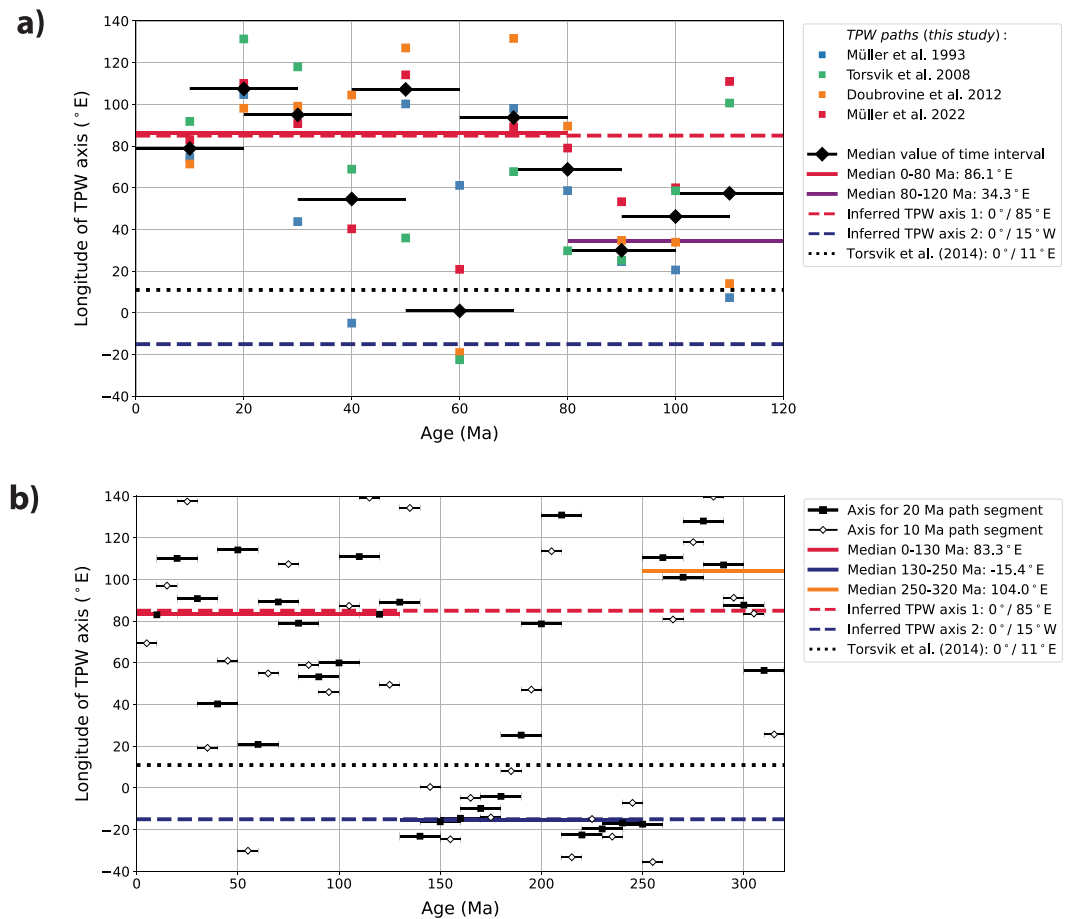 a)
140
120
100
80
60
40
20
0
−20
−40
Longitude of TPW axis (°E)
0
20
40
60
80
100
120
Age (Ma)
TPW paths (this study):
Müller et al. 1993
Torsvik et al. 2008
Doubrovine et al. 2012
Müller et al. 2022
Median value of time interval
Median 0-80 Ma: 86.1°E
Median 80-120 Ma: 34.3°E
Inferred TPW axis 1: 0°/ 85°E
Inferred TPW axis 2: 0°/ 15°W
Torsvik et al. (2014): 0°/ 11°E
b)
140
120
100
80
60
40
20
0
−20
−40
Longitude of TPW axis (°E)
0
50
100
150
200
250
300
Age (Ma)
Axis for 20 Ma path segment
Axis for 10 Ma path segment
Median 0-130 Ma: 83.3°E
Median 130-250 Ma: -15.4°E
Median 250-320 Ma: 104.0°E
Inferred TPW axis 1: 0°/ 85°E
Inferred TPW axis 2: 0°/ 15°W
Torsvik et al. (2014): 0°/ 11°E